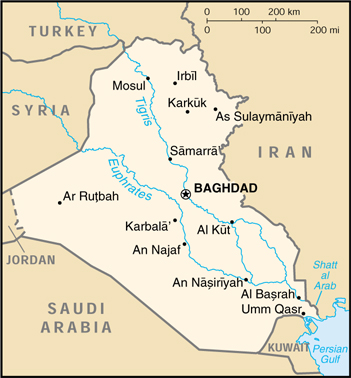 0 100 200 km
0 100 200 mi
TURKEY
Mosul
Irbīl
Karkūk
As Sulaymānīyah
SYRIA
Tigris
Sāmarrā'
IRAN
Euphrates
BAGHDAD
Ar Ruṭbah
Karbalā'
Al Kūt
An Najaf
JORDAN
An Nāṣirīyah
Al Baṣrah
Shatt
al
Arab
Umm Qasr
SAUDI
ARABIA
KUWAIT
Persian
Gulf